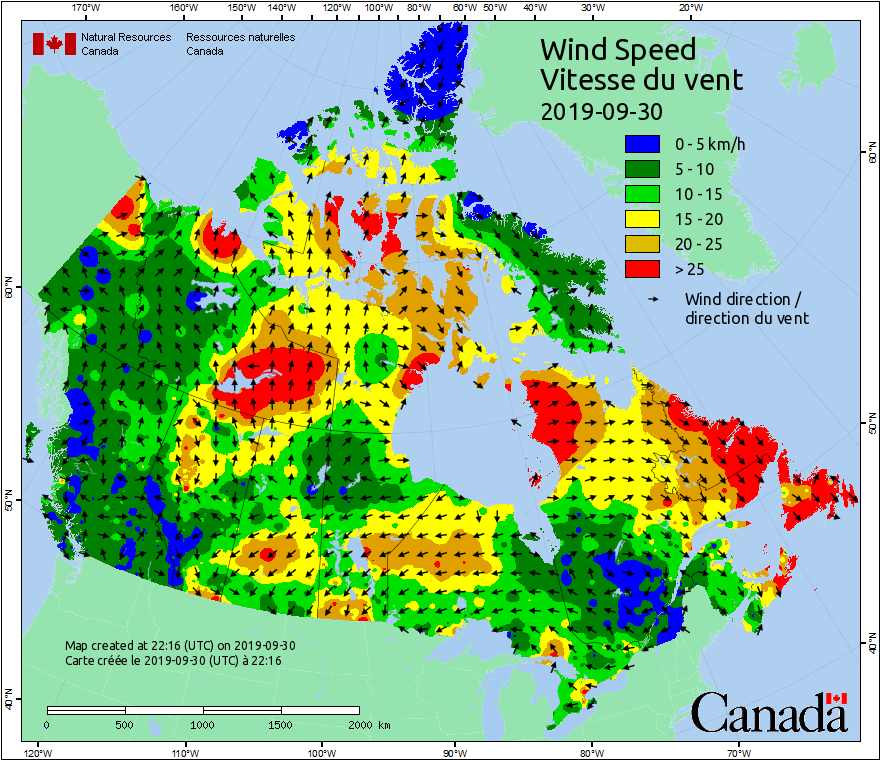 170°W 160°W 150°W 140°W 120°W 100°W 80°W 60°W 50°W 40°W 30°W 20°W
Natural Resources Ressources naturelles
Canada Canada
Wind Speed
Vitesse du vent
2019-09-30
0 - 5 km/h
5 - 10
10 - 15
15 - 20
20 - 25
> 25
Wind direction /
direction du vent
60°N
60°N
50°N
50°N
40°N
40°N
Map created at 22:16 (UTC) on 2019-09-30
Carte créée le 2019-09-30 (UTC) à 22:16
0 500 1000 1500 2000 km
Canada
120°W 110°W 100°W 90°W 80°W 70°W